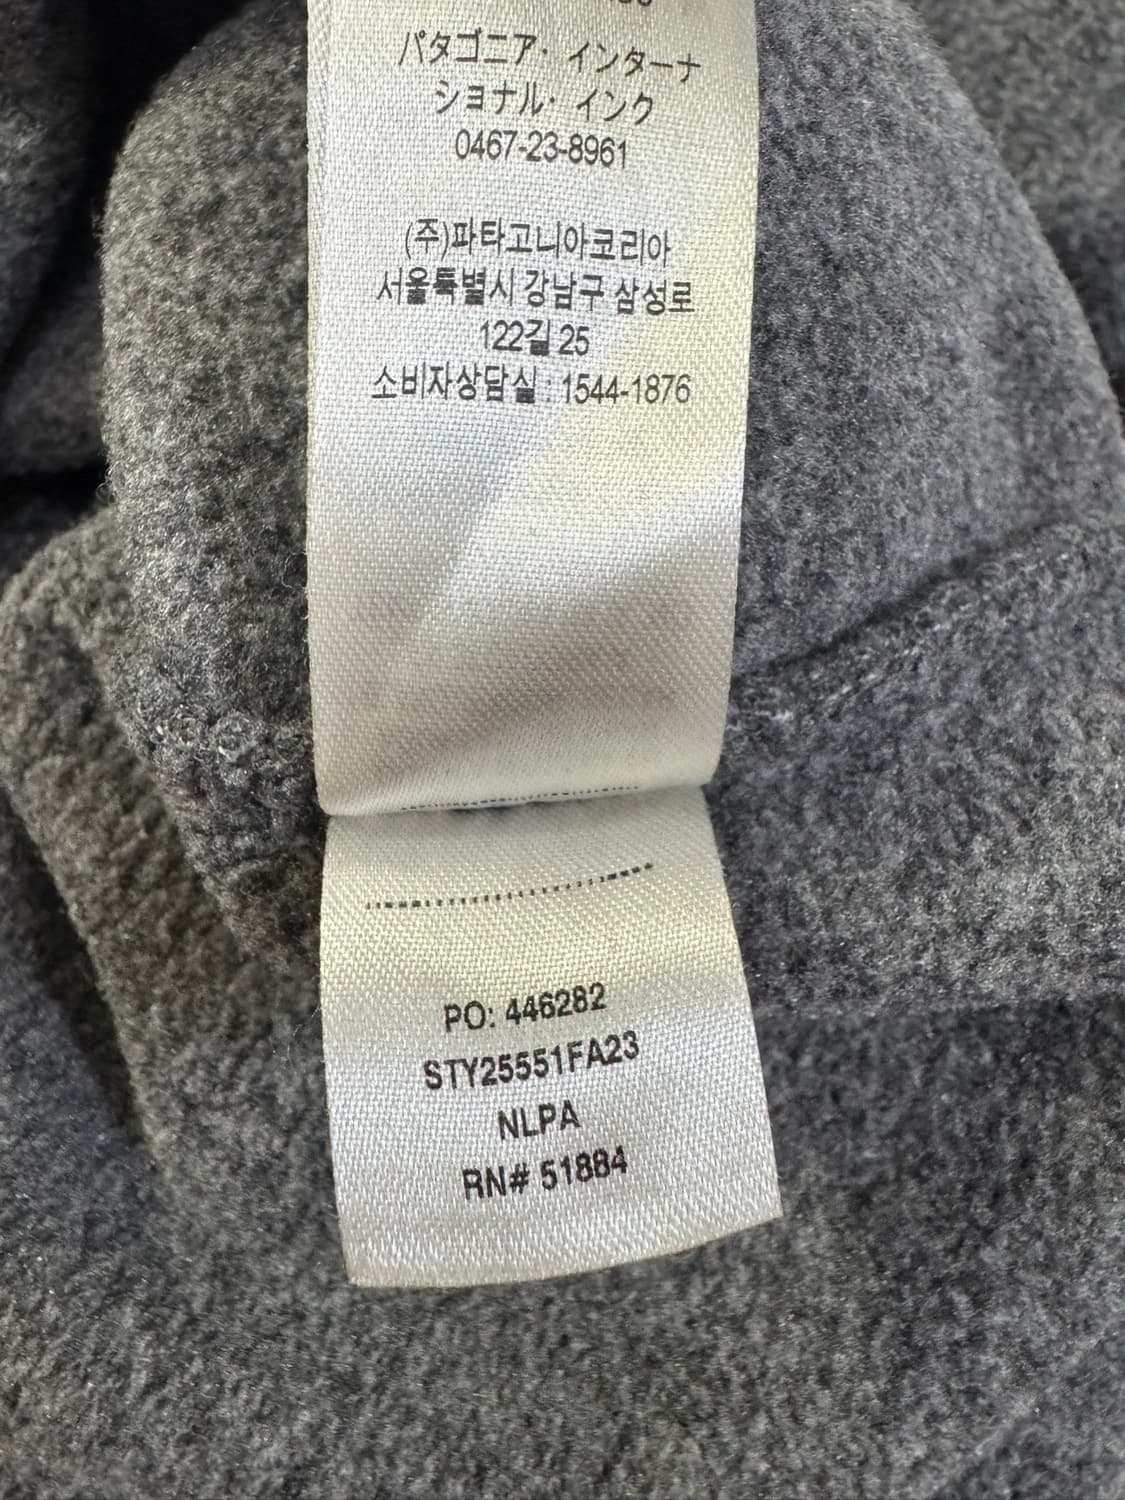 パタゴニア・インターナ
ショナル・インク
0467-23-8961
(주)파타고니아코리아
서울특별시 강남구 삼성로
122길 25
소비자상담실 : 1544-1876
PO: 446282
STY25551FA23
NLPA
RN# 51884